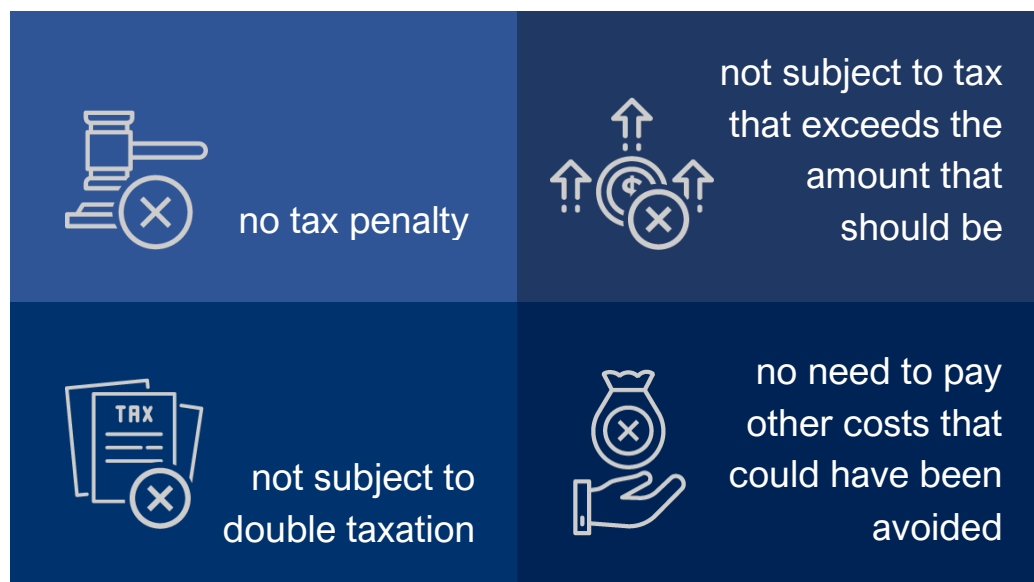 no tax penalty
not subject to tax
that exceeds the
amount that
should be
¢
TAX
not subject to
double taxation
no need to pay
other costs that
could have been
avoided